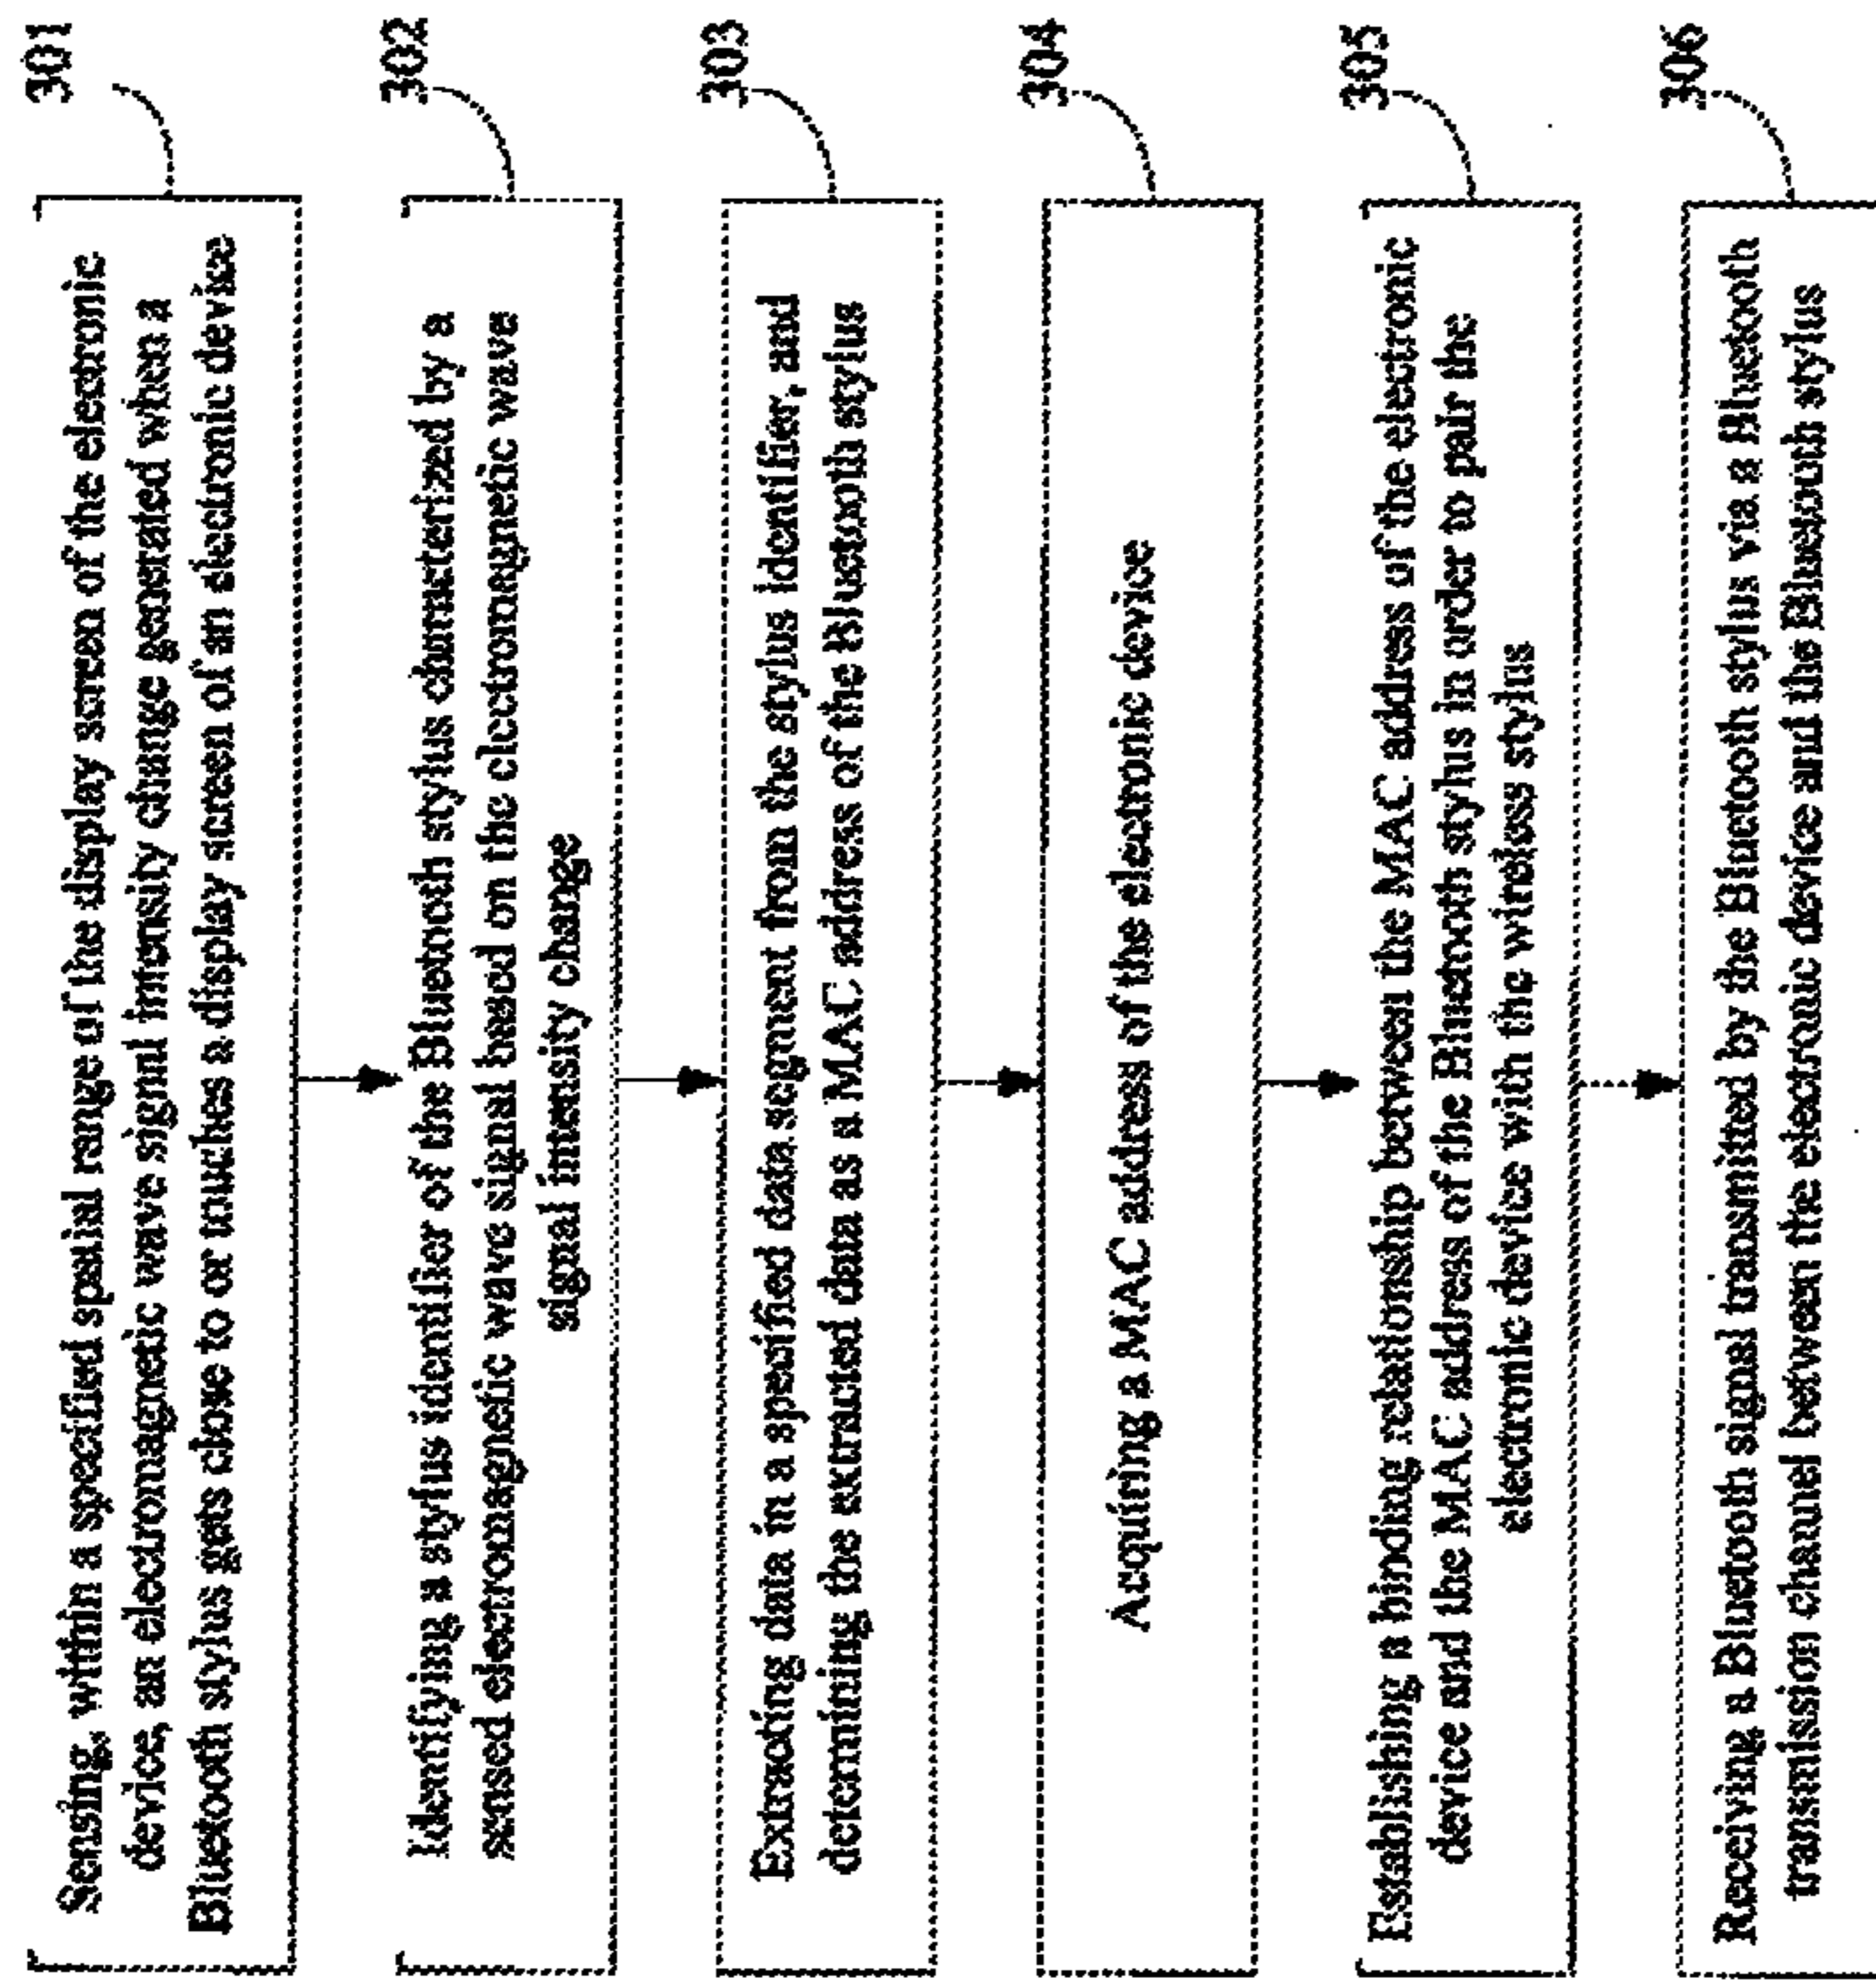 301
Sensing, within a specified spatial range of the display screen of the electronic
device, an electromagnetic wave signal intensity change generated when a
Bluetooth stylus gets close to or touches a display screen of an electronic device
302
Identifying a stylus identifier of the Bluetooth stylus characterized by a
sensed electromagnetic wave signal based on the electromagnetic wave
signal intensity change
303
Extracting data in a specified data segment from the stylus identifier, and
determining the extracted data as a MAC address of the Bluetooth stylus
304
Acquiring a MAC address of the electronic device
305
Establishing a binding relationship between the MAC address of the electronic
device and the MAC address of the Bluetooth stylus in order to pair the
electronic device with the wireless stylus
306
Receiving a Bluetooth signal transmitted by the Bluetooth stylus via a Bluetooth
transmission channel between the electronic device and the Bluetooth stylus